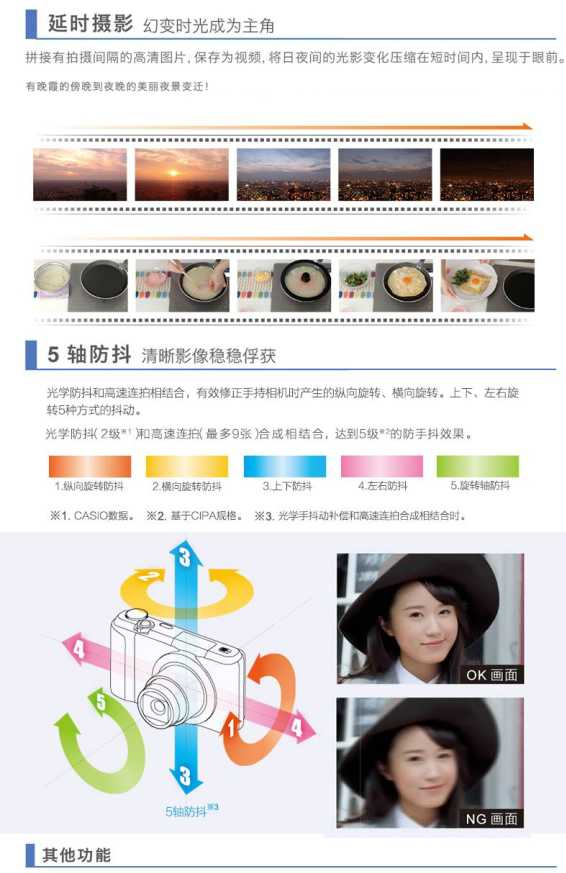 延时摄影 幻变时光成为主角
拼接有拍摄间隔的高清图片,保存为视频,将日夜间的光影变化压缩在短时间内,呈现于眼前。
有晚霞的傍晚到夜晚的美丽夜景变迁!
5 轴防抖 清晰影像稳稳俘获
光学防抖和高速连拍相结合,有效修正手持相机时产生的纵向旋转、横向旋转。上下、左右旋
转5种方式的抖动。
光学防抖(2级※1)和高速连拍(最多9张)合成相结合,达到5级※2的防手抖效果。
1.纵向旋转防抖 2.横向旋转防抖 3.上下防抖 4.左右防抖 5.旋转轴防抖
※1. CASIO数据。 ※2. 基于CIPA规格。 ※3. 光学手抖动补偿和高速连拍合成相结合时。
3
2
4
5
1
4
3
5轴防抖※3
OK 画面
NG 画面
其他功能